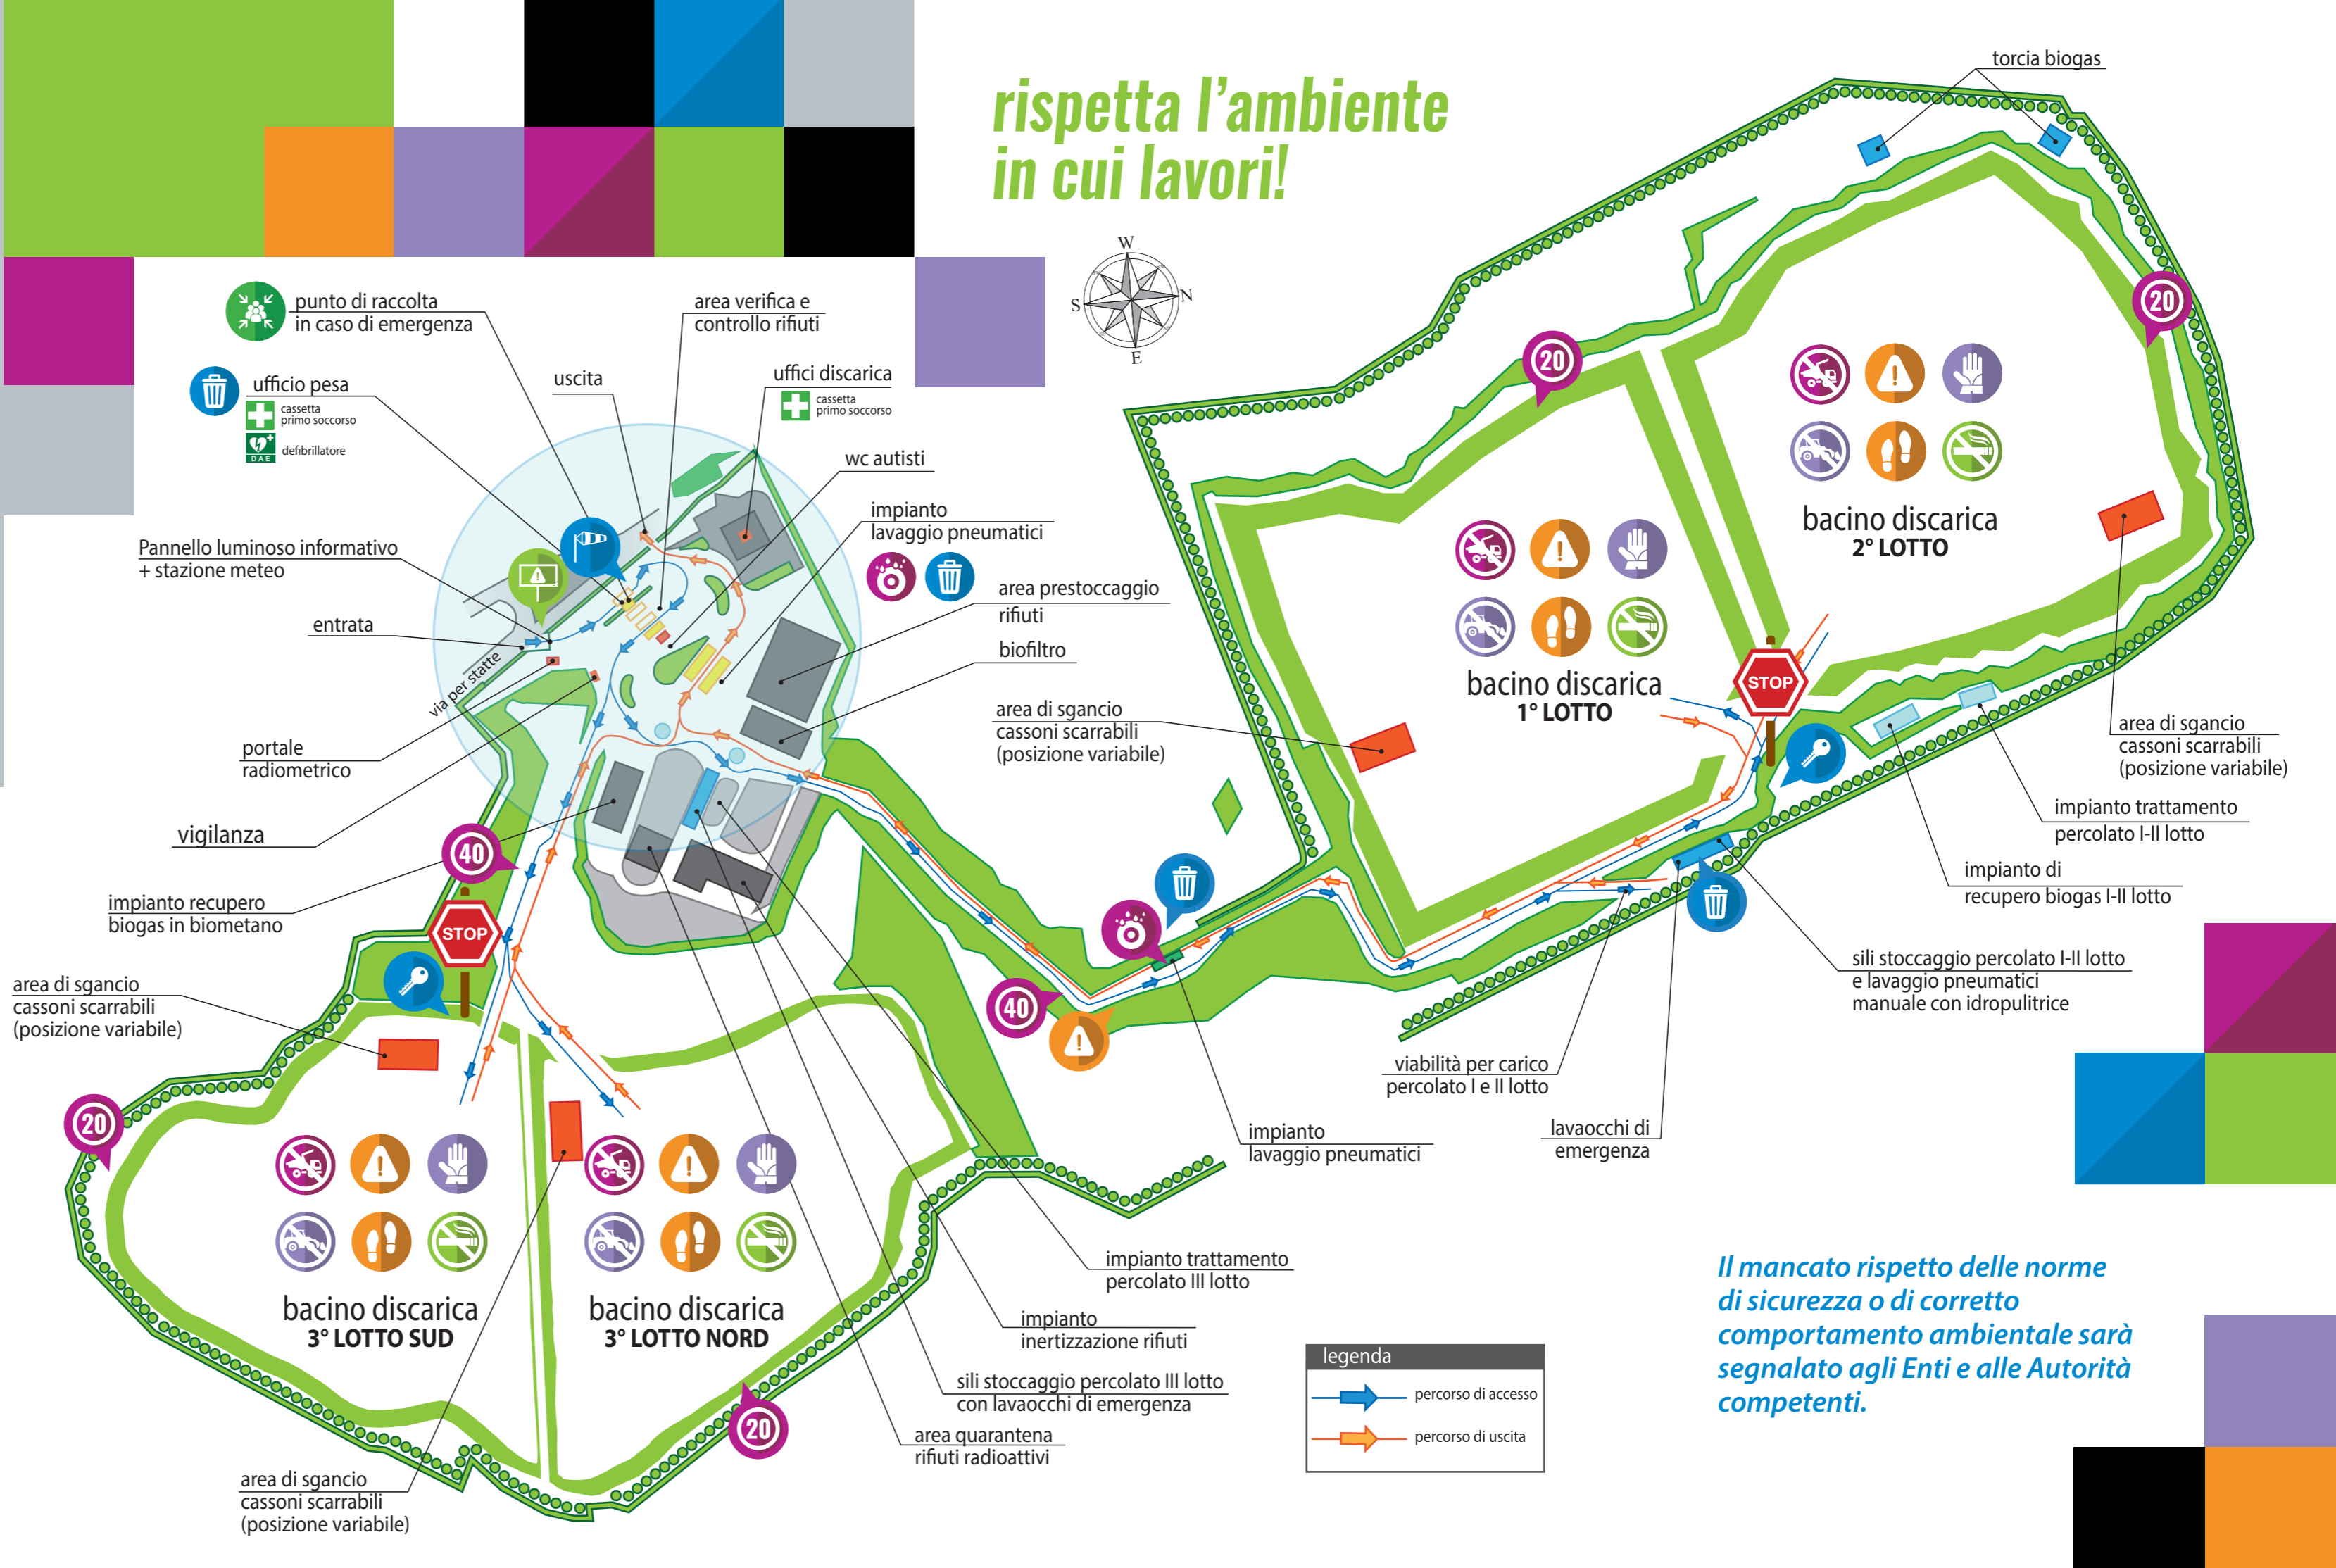 rispetta l'ambiente
in cui lavori!
W
S
N
E
torcia biogas
punto di raccolta
in caso di emergenza
area verifica e
controllo rifiuti
ufficio pesa
cassetta
primo soccorso
DAE
defibrillatore
uscita
uffici discarica
cassetta
primo soccorso
wc autisti
impianto
lavaggio pneumatici
Pannello luminoso informativo
+ stazione meteo
area prestoccaggio
rifiuti
entrata
biofiltro
via per statte
portale
radiometrico
vigilanza
impianto recupero
biogas in biometano
area di sgancio
cassoni scarrabili
(posizione variabile)
40
STOP
20
20
20
bacino discarica
2° LOTTO
bacino discarica
1° LOTTO
STOP
area di sgancio
cassoni scarrabili
(posizione variabile)
area di sgancio
cassoni scarrabili
(posizione variabile)
impianto trattamento
percolato I-II lotto
impianto di
recupero biogas I-II lotto
sili stoccaggio percolato I-II lotto
e lavaggio pneumatici
manuale con idropulitrice
40
viabilità per carico
percolato I e II lotto
lavaocchi di
emergenza
impianto
lavaggio pneumatici
impianto trattamento
percolato III lotto
impianto
inertizzazione rifiuti
sili stoccaggio percolato III lotto
con lavaocchi di emergenza
area quarantena
rifiuti radioattivi
bacino discarica
3° LOTTO SUD
bacino discarica
3° LOTTO NORD
20
area di sgancio
cassoni scarrabili
(posizione variabile)
legenda
percorso di accesso
percorso di uscita
Il mancato rispetto delle norme
di sicurezza o di corretto
comportamento ambientale sarà
segnalato agli Enti e alle Autorità
competenti.